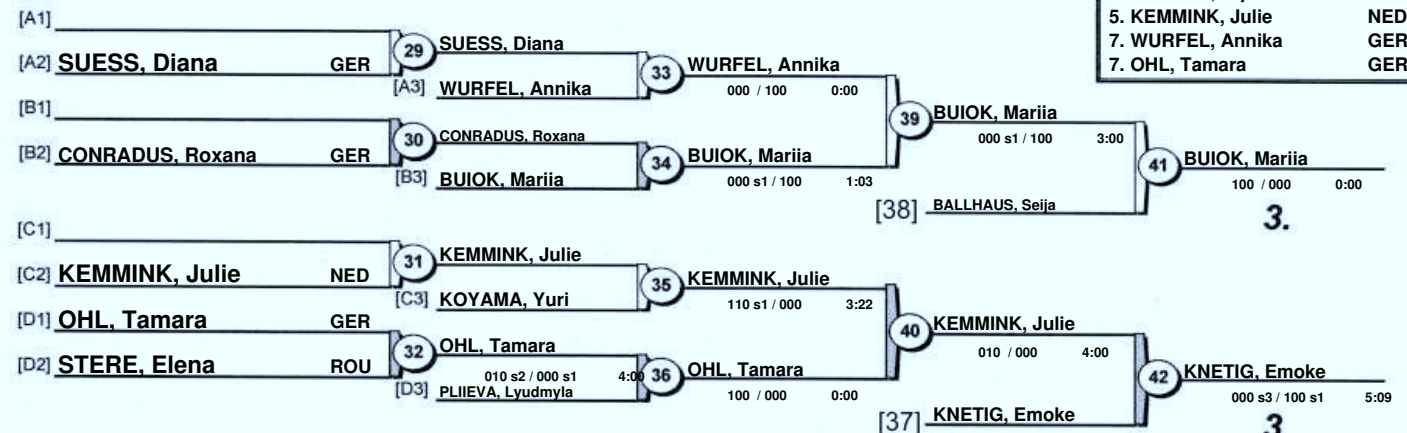 5. KEMMINK, Julie NED
7. WURFEL, Annika GER
7. OHL, Tamara GER
[A1]
[A2] SUESS, Diana GER
29
SUESS, Diana
[A3] WURFEL, Annika
33
WURFEL, Annika
000 / 100 0:00
[B1]
[B2] CONRADUS, Roxana GER
30
CONRADUS, Roxana
[B3] BUIOK, Mariia
34
BUIOK, Mariia
000 s1 / 100 1:03
39
BUIOK, Mariia
000 s1 / 100 3:00
[38] BALLHAUS, Seija
41
BUIOK, Mariia
100 / 000 0:00
3.
[C1]
[C2] KEMMINK, Julie NED
31
KEMMINK, Julie
[C3] KOYAMA, Yuri
35
KEMMINK, Julie
110 s1 / 000 3:22
[D1] OHL, Tamara GER
[D2] STERE, Elena ROU
32
OHL, Tamara
010 s2 / 000 s1 4:00
[D3] PLIIEVA, Lyudmyla
36
OHL, Tamara
100 / 000 0:00
40
KEMMINK, Julie
010 / 000 4:00
[37] KNETIG, Emoke
42
KNETIG, Emoke
000 s3 / 100 s1 5:09
3